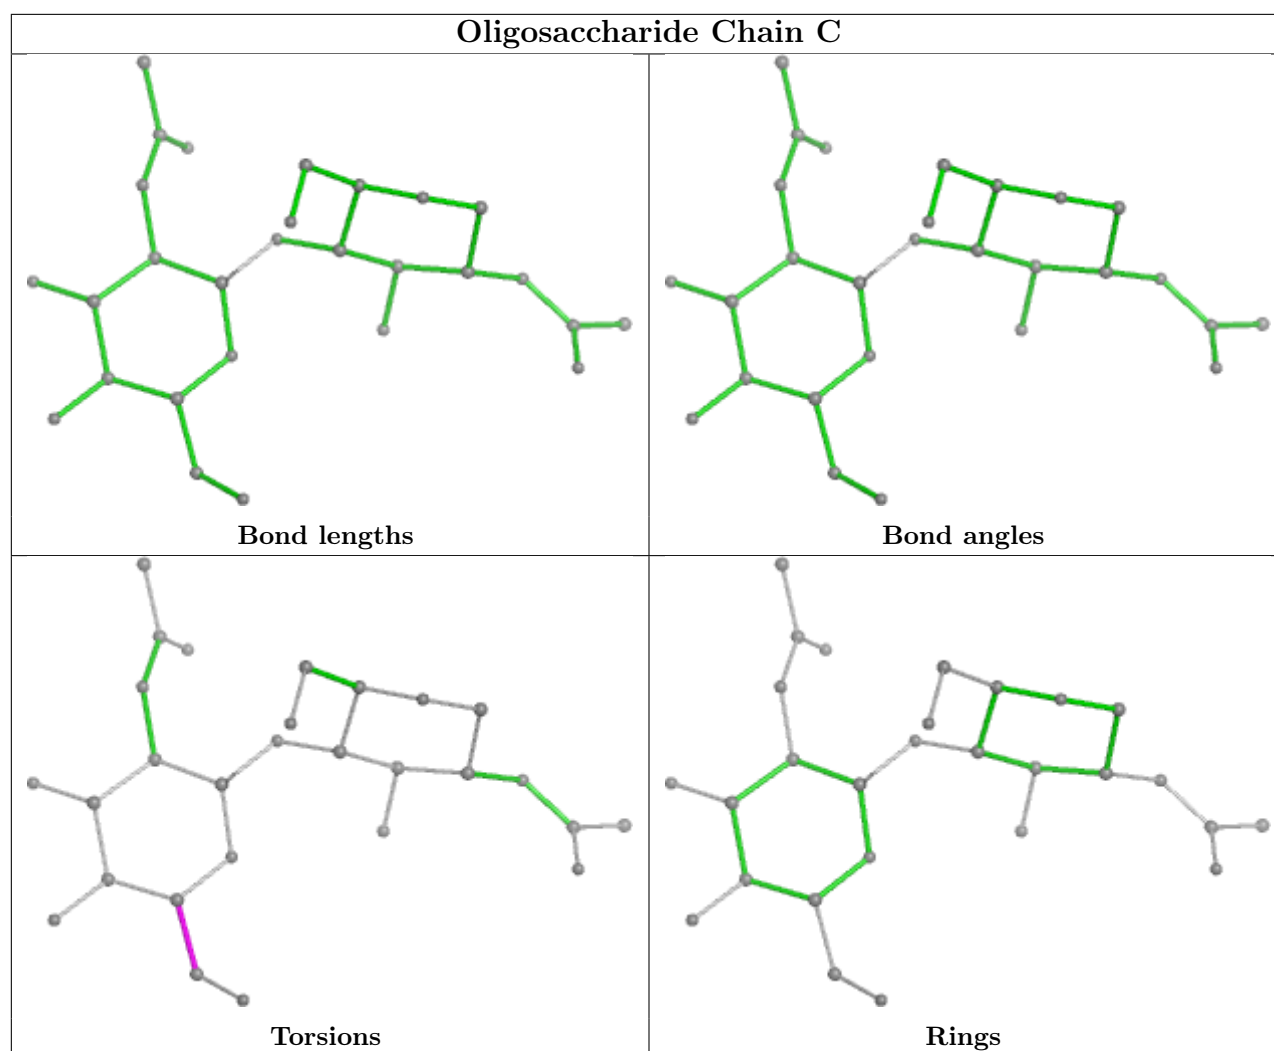 Oligosaccharide Chain C
Bond lengths
Bond angles
Torsions
Rings